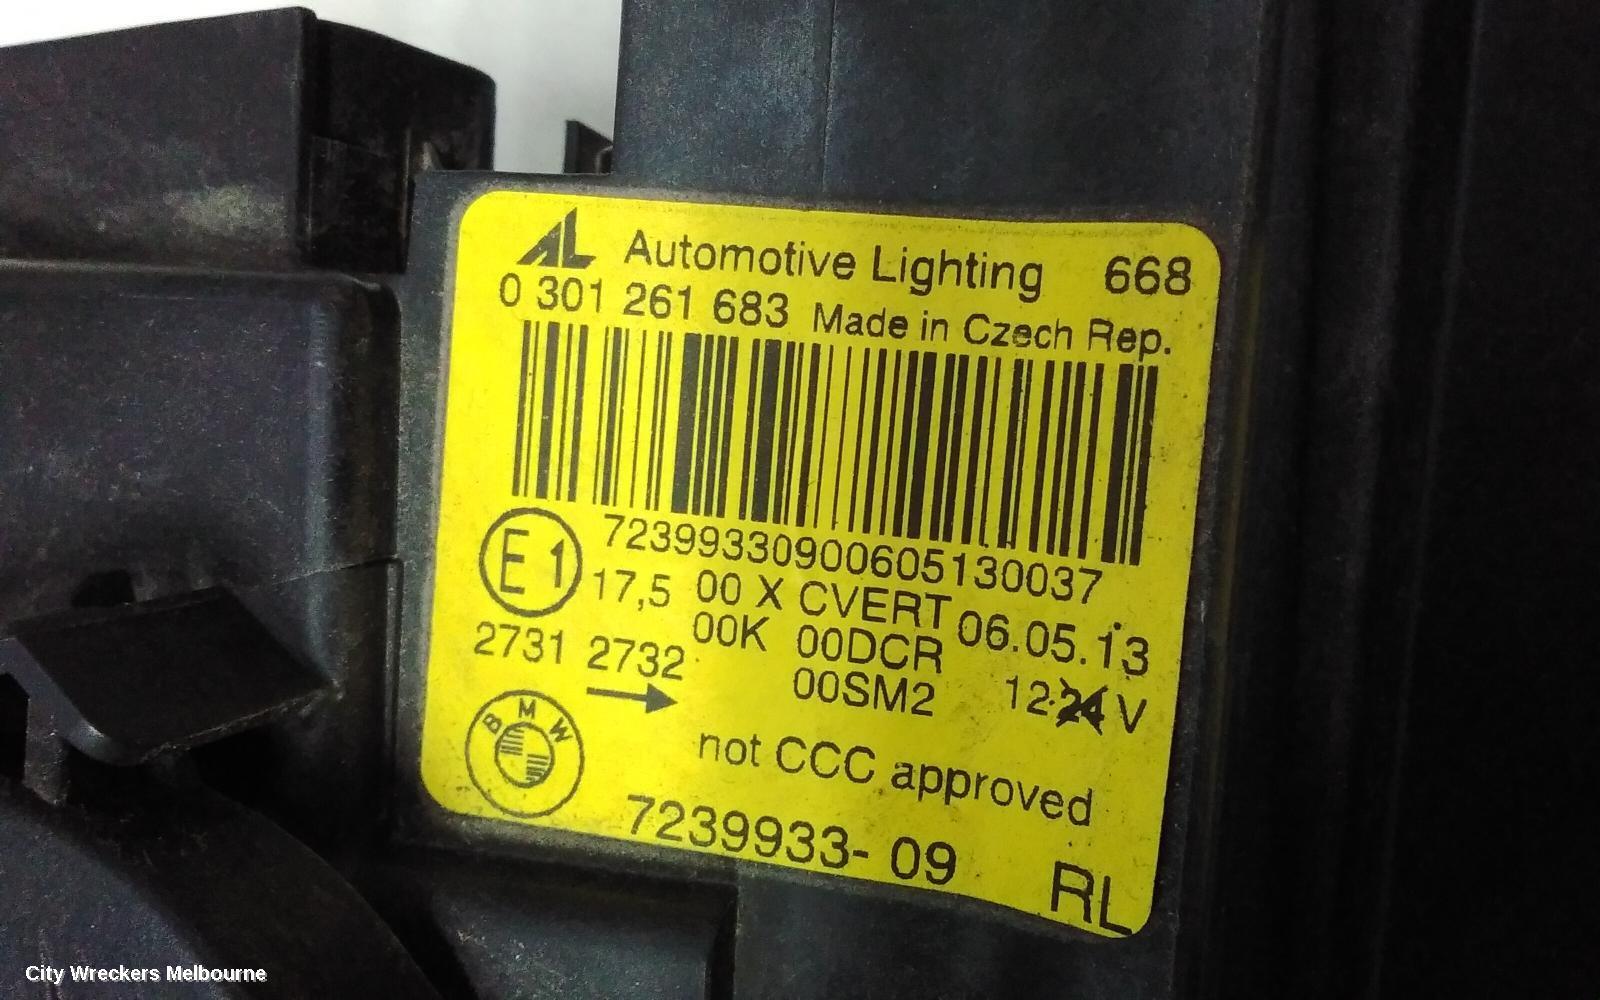 AL Automotive Lighting 668
0 301 261 683 Made in Czech Rep.
72399330900605130037
E1 17,5 00 X CVERT 06.05.13
2731 2732 00K 00DCR
00SM2 12-24 V
BMW not CCC approved
7239933- 09 RL
City Wreckers Melbourne